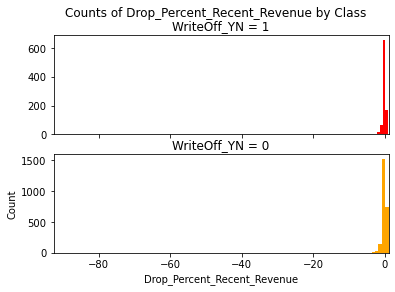 Counts of Drop_Percent_Recent_Revenue by Class
WriteOff_YN = 1
600
400
200
0
WriteOff_YN = 0
1500
1000
500
0
Count
−80
−60
−40
−20
0
Drop_Percent_Recent_Revenue